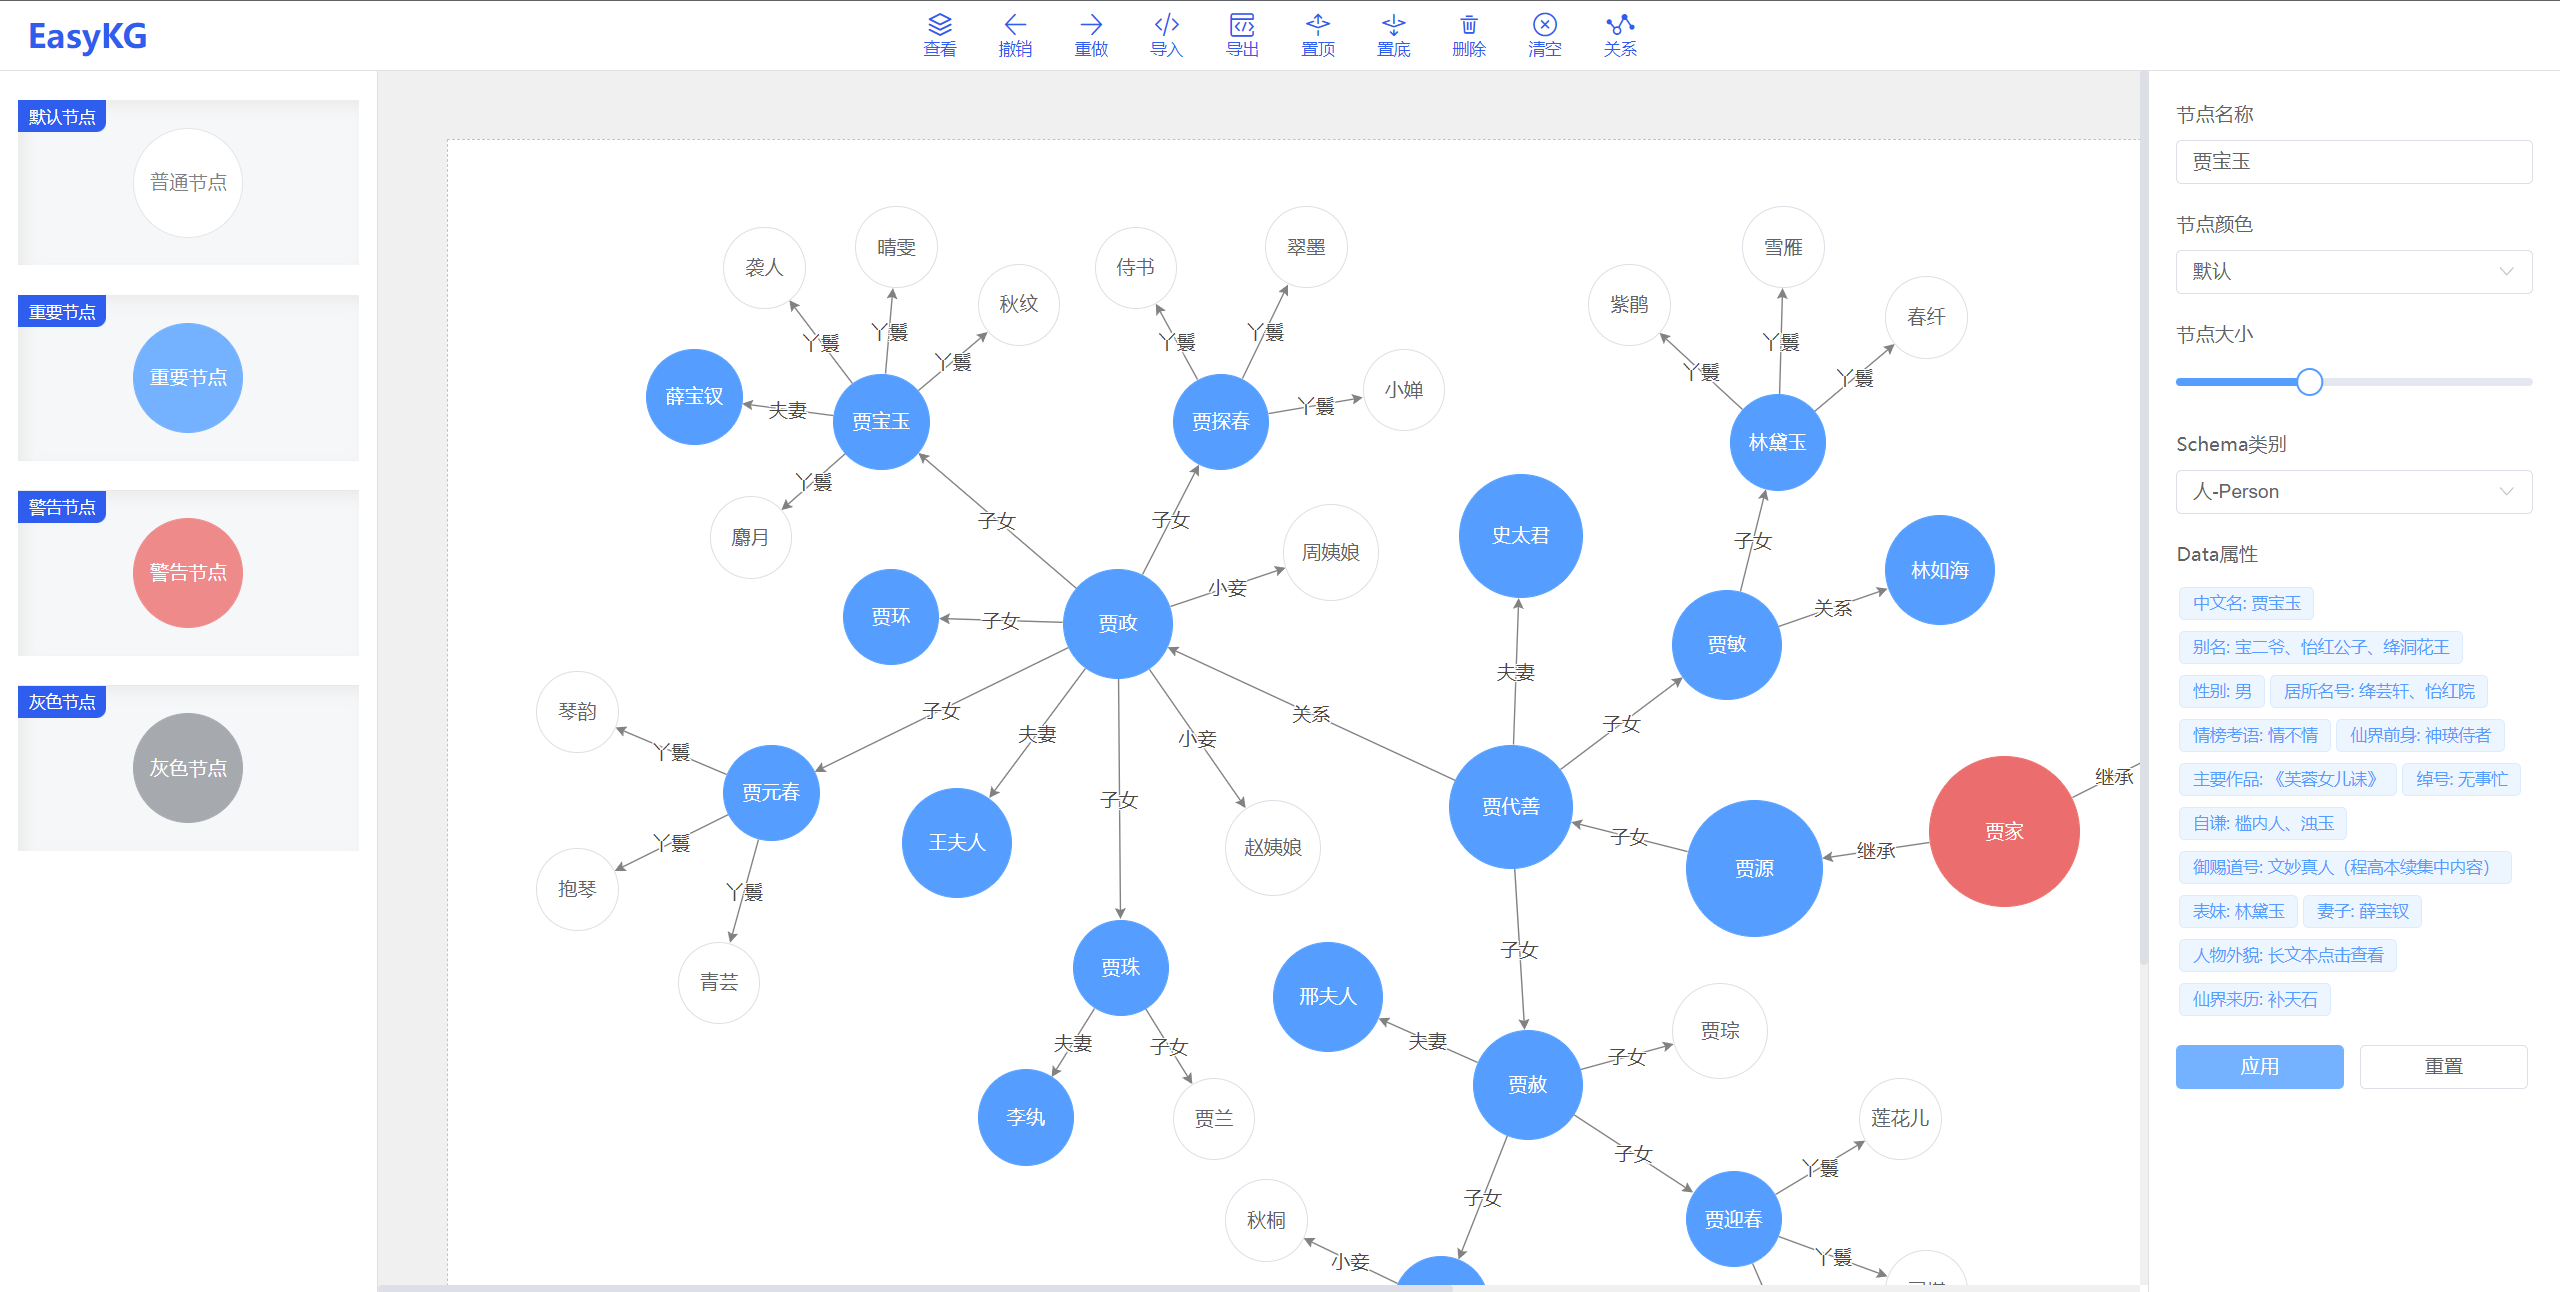 EasyKG
查看
撤销
重做
导入
导出
置顶
置底
删除
清空
关系
默认节点
普通节点
重要节点
重要节点
警告节点
警告节点
灰色节点
灰色节点
晴雯
翠墨
雪雁
袭人
侍书
秋纹
紫鹃
春纤
丫鬟
丫鬟
丫鬟
丫鬟
丫鬟
丫鬟
丫鬟
丫鬟
丫鬟
薛宝钗
夫妻
贾宝玉
贾探春
丫鬟
小婵
林黛玉
丫鬟
麝月
子女
子女
史太君
子女
周姨娘
林如海
小妾
贾环
子女
贾政
关系
贾敏
夫妻
琴韵
子女
关系
子女
夫妻
小妾
丫鬟
贾元春
子女
贾代善
继承
丫鬟
王夫人
赵姨娘
子女
贾源
继承
贾家
抱琴
丫鬟
青芸
贾珠
子女
邢夫人
贾琮
夫妻
子女
夫妻
子女
贾赦
李纨
贾兰
莲花儿
子女
丫鬟
子女
秋桐
贾迎春
小妾
丫鬟
节点名称
贾宝玉
节点颜色
默认
节点大小
Schema类别
人-Person
Data属性
中文名: 贾宝玉
别名: 宝二爷、怡红公子、绛洞花王
性别: 男
居所名号: 绛芸轩、怡红院
情榜考语: 情不情
仙界前身: 神瑛侍者
主要作品: 《芙蓉女儿诔》
绰号: 无事忙
自谦: 槛内人、浊玉
御赐道号: 文妙真人（程高本续集中内容）
表妹: 林黛玉
妻子: 薛宝钗
人物外貌: 长文本点击查看
仙界来历: 补天石
应用
重置